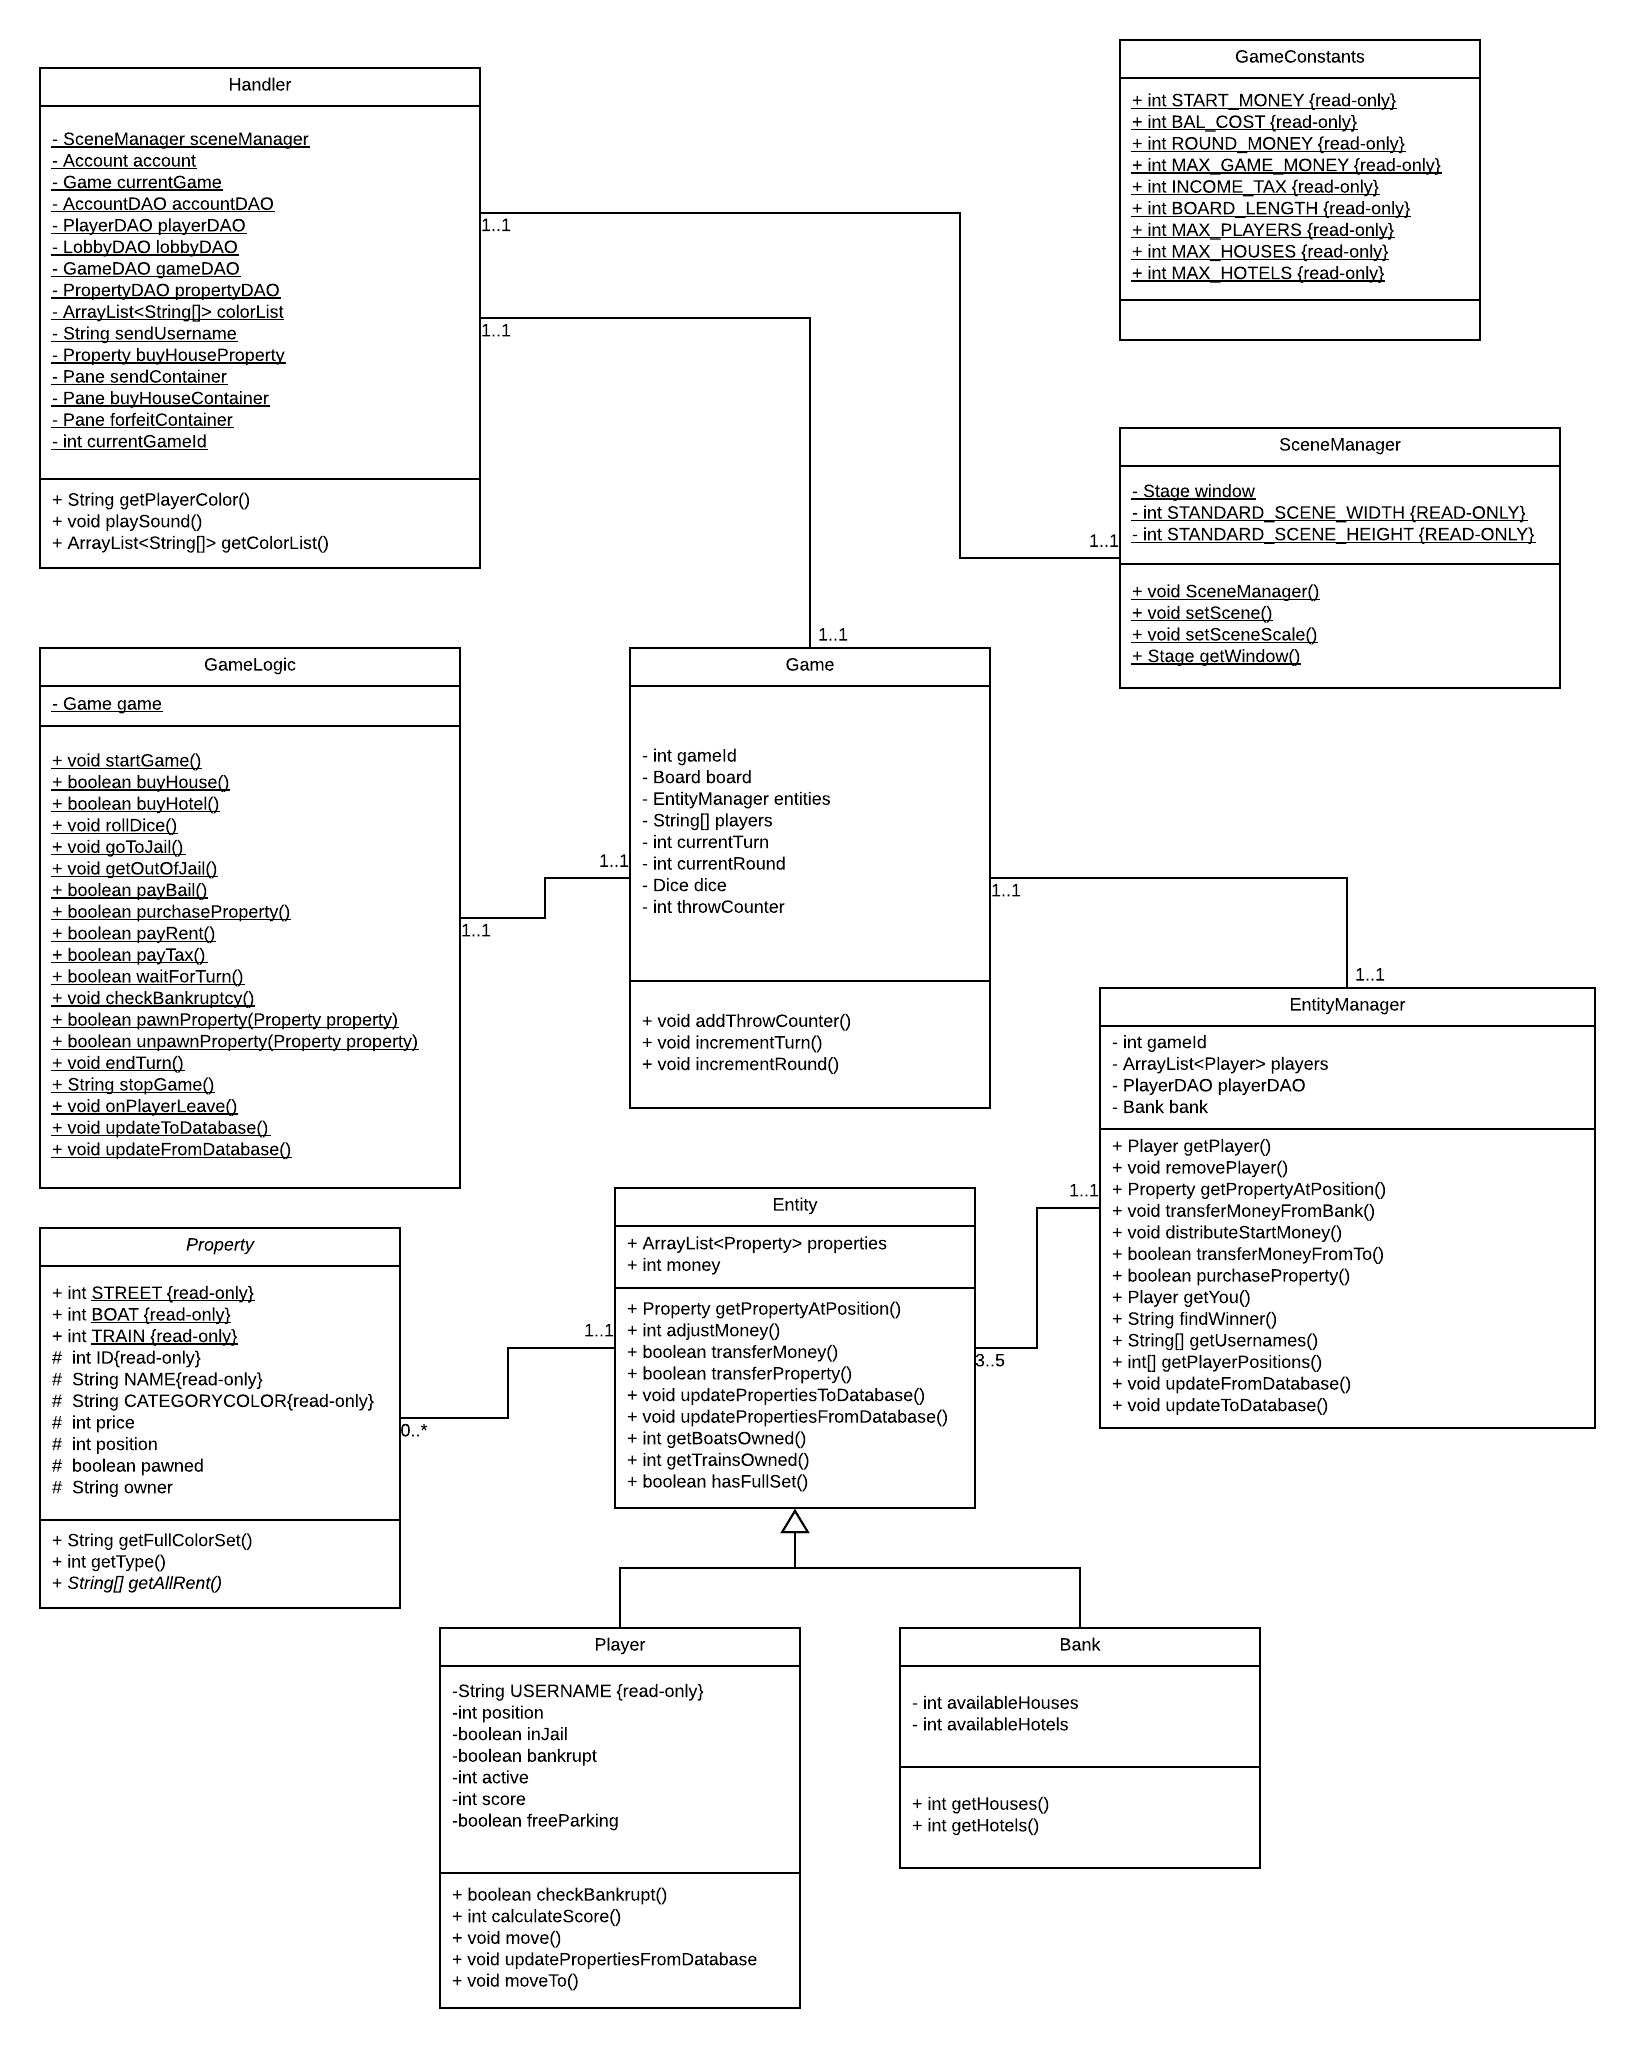 Handler
- SceneManager sceneManager
- Account account
- Game currentGame
- AccountDAO accountDAO
- PlayerDAO playerDAO
- LobbyDAO lobbyDAO
- GameDAO gameDAO
- PropertyDAO propertyDAO
- ArrayList<String[]> colorList
- String sendUsername
- Property buyHouseProperty
- Pane sendContainer
- Pane buyHouseContainer
- Pane forfeitContainer
- int currentGameId
+ String getPlayerColor()
+ void playSound()
+ ArrayList<String[]> getColorList()
1..1
1..1
GameConstants
+ int START_MONEY {read-only}
+ int BAL_COST {read-only}
+ int ROUND_MONEY {read-only}
+ int MAX_GAME_MONEY {read-only}
+ int INCOME_TAX {read-only}
+ int BOARD_LENGTH {read-only}
+ int MAX_PLAYERS {read-only}
+ int MAX_HOUSES {read-only}
+ int MAX_HOTELS {read-only}
SceneManager
- Stage window
- int STANDARD_SCENE_WIDTH {READ-ONLY}
- int STANDARD_SCENE_HEIGHT {READ-ONLY}
+ void SceneManager()
+ void setScene()
+ void setSceneScale()
+ Stage getWindow()
1..1
1..1
GameLogic
- Game game
+ void startGame()
+ boolean buyHouse()
+ boolean buyHotel()
+ void rollDice()
+ void goToJail()
+ void getOutOfJail()
+ boolean payBail()
+ boolean purchaseProperty()
+ boolean payRent()
+ boolean payTax()
+ boolean waitForTurn()
+ void checkBankruptcy()
+ boolean pawnProperty(Property property)
+ boolean unpawnProperty(Property property)
+ void endTurn()
+ String stopGame()
+ void onPlayerLeave()
+ void updateToDatabase()
+ void updateFromDatabase()
1..1
1..1
Game
- int gameId
- Board board
- EntityManager entities
- String[] players
- int currentTurn
- int currentRound
- Dice dice
- int throwCounter
+ void addThrowCounter()
+ void incrementTurn()
+ void incrementRound()
1..1
1..1
EntityManager
- int gameId
- ArrayList<Player> players
- PlayerDAO playerDAO
- Bank bank
+ Player getPlayer()
+ void removePlayer()
+ Property getPropertyAtPosition()
+ void transferMoneyFromBank()
+ void distributeStartMoney()
+ boolean transferMoneyFromTo()
+ boolean purchaseProperty()
+ Player getYou()
+ String findWinner()
+ String[] getUsernames()
+ int[] getPlayerPositions()
+ void updateFromDatabase()
+ void updateToDatabase()
1..1
3..5
Entity
+ ArrayList<Property> properties
+ int money
+ Property getPropertyAtPosition()
+ int adjustMoney()
+ boolean transferMoney()
+ boolean transferProperty()
+ void updatePropertiesToDatabase()
+ void updatePropertiesFromDatabase()
+ int getBoatsOwned()
+ int getTrainsOwned()
+ boolean hasFullSet()
1..1
0..*
Property
+ int STREET {read-only}
+ int BOAT {read-only}
+ int TRAIN {read-only}
# int ID{read-only}
# String NAME{read-only}
# String CATEGORYCOLOR{read-only}
# int price
# int position
# boolean pawned
# String owner
+ String getFullColorSet()
+ int getType()
+ String[] getAllRent()
Player
-String USERNAME {read-only}
-int position
-boolean inJail
-boolean bankrupt
-int active
-int score
-boolean freeParking
+ boolean checkBankrupt()
+ int calculateScore()
+ void move()
+ void updatePropertiesFromDatabase
+ void moveTo()
Bank
- int availableHouses
- int availableHotels
+ int getHouses()
+ int getHotels()